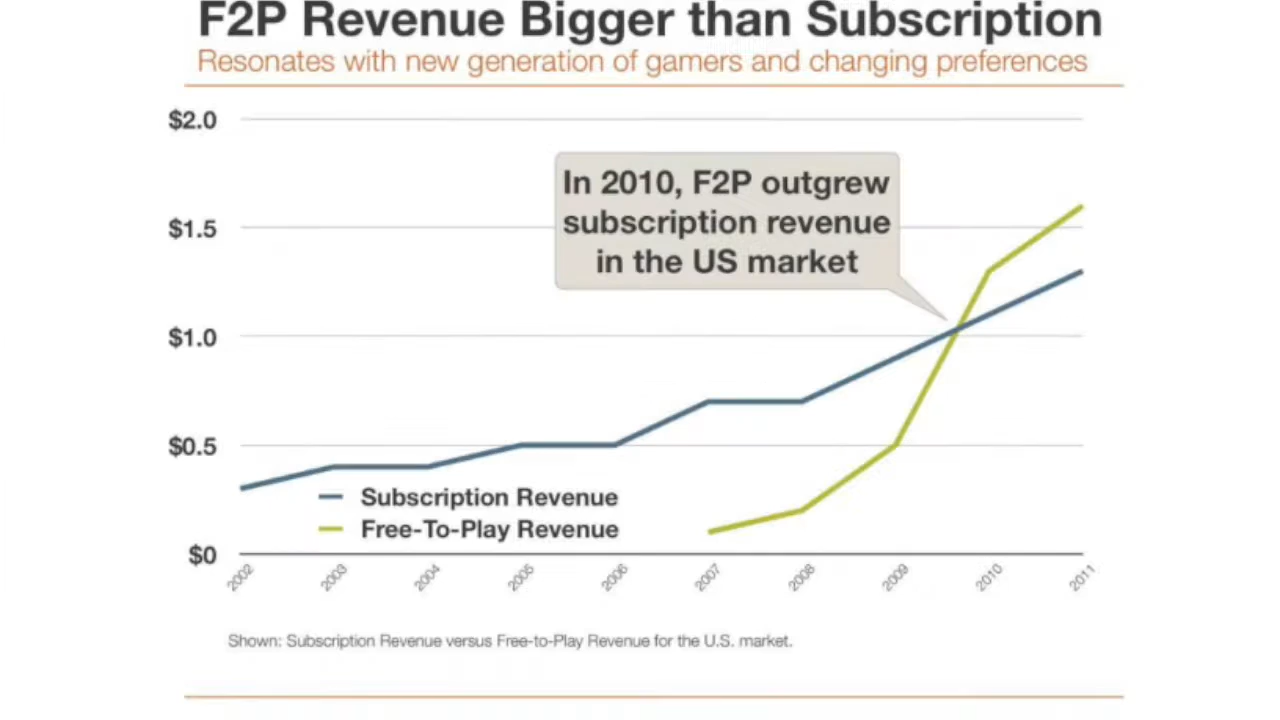 F2P Revenue Bigger than Subscription
Resonates with new generation of gamers and changing preferences
$2.0
In 2010, F2P outgrew
subscription revenue
in the US market
$1.5
$1.0
$0.5
Subscription Revenue
Free-To-Play Revenue
$0
2002
2003
2004
2005
2006
2007
2008
2009
2010
2011
Shown: Subscription Revenue versus Free-to-Play Revenue for the U.S. market.